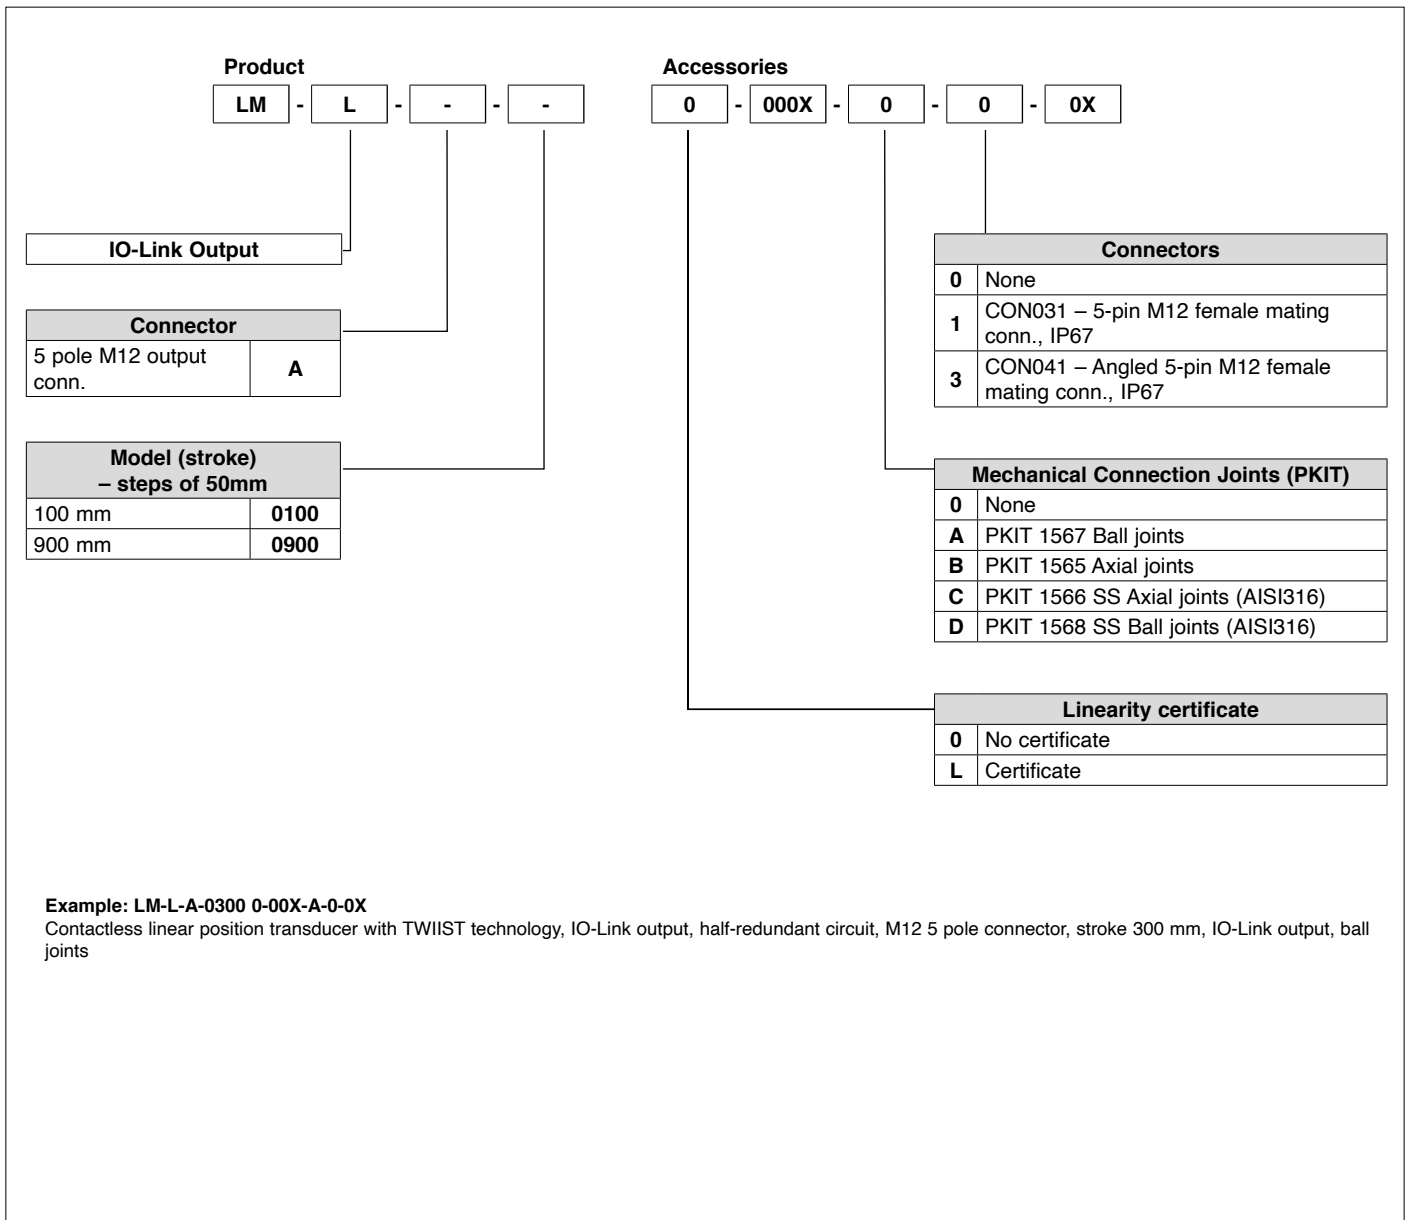 Product
Accessories
LM - L - - - -
0 - 000X - 0 - 0 - 0X
IO-Link Output
Connector
5 pole M12 output conn. A
Model (stroke)
– steps of 50mm
100 mm 0100
900 mm 0900
Connectors
0 None
1 CON031 – 5-pin M12 female mating conn., IP67
3 CON041 – Angled 5-pin M12 female mating conn., IP67
Mechanical Connection Joints (PKIT)
0 None
A PKIT 1567 Ball joints
B PKIT 1565 Axial joints
C PKIT 1566 SS Axial joints (AISI316)
D PKIT 1568 SS Ball joints (AISI316)
Linearity certificate
0 No certificate
L Certificate
Example: LM-L-A-0300 0-00X-A-0-0X
Contactless linear position transducer with TWIIST technology, IO-Link output, half-redundant circuit, M12 5 pole connector, stroke 300 mm, IO-Link output, ball
joints